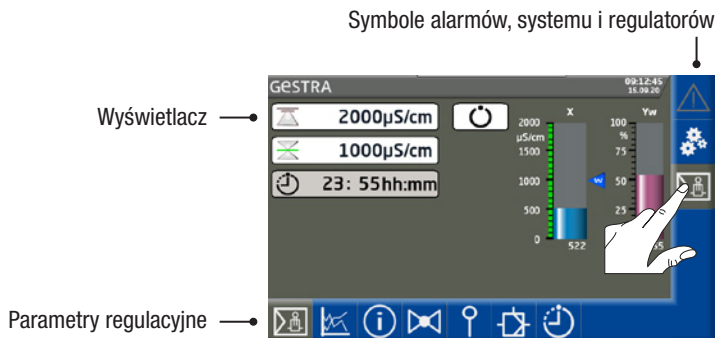 Symbole alarmów, systemu i regulatorów
GESTRA
09:12:45
15.09.20
Wyświetlacz
2000µS/cm
1000µS/cm
23: 55hh:mm
X
Yw
2000
µS/cm
1500
1000
500
0
522
100
%
75
50
25
W
Parametry regulacyjne